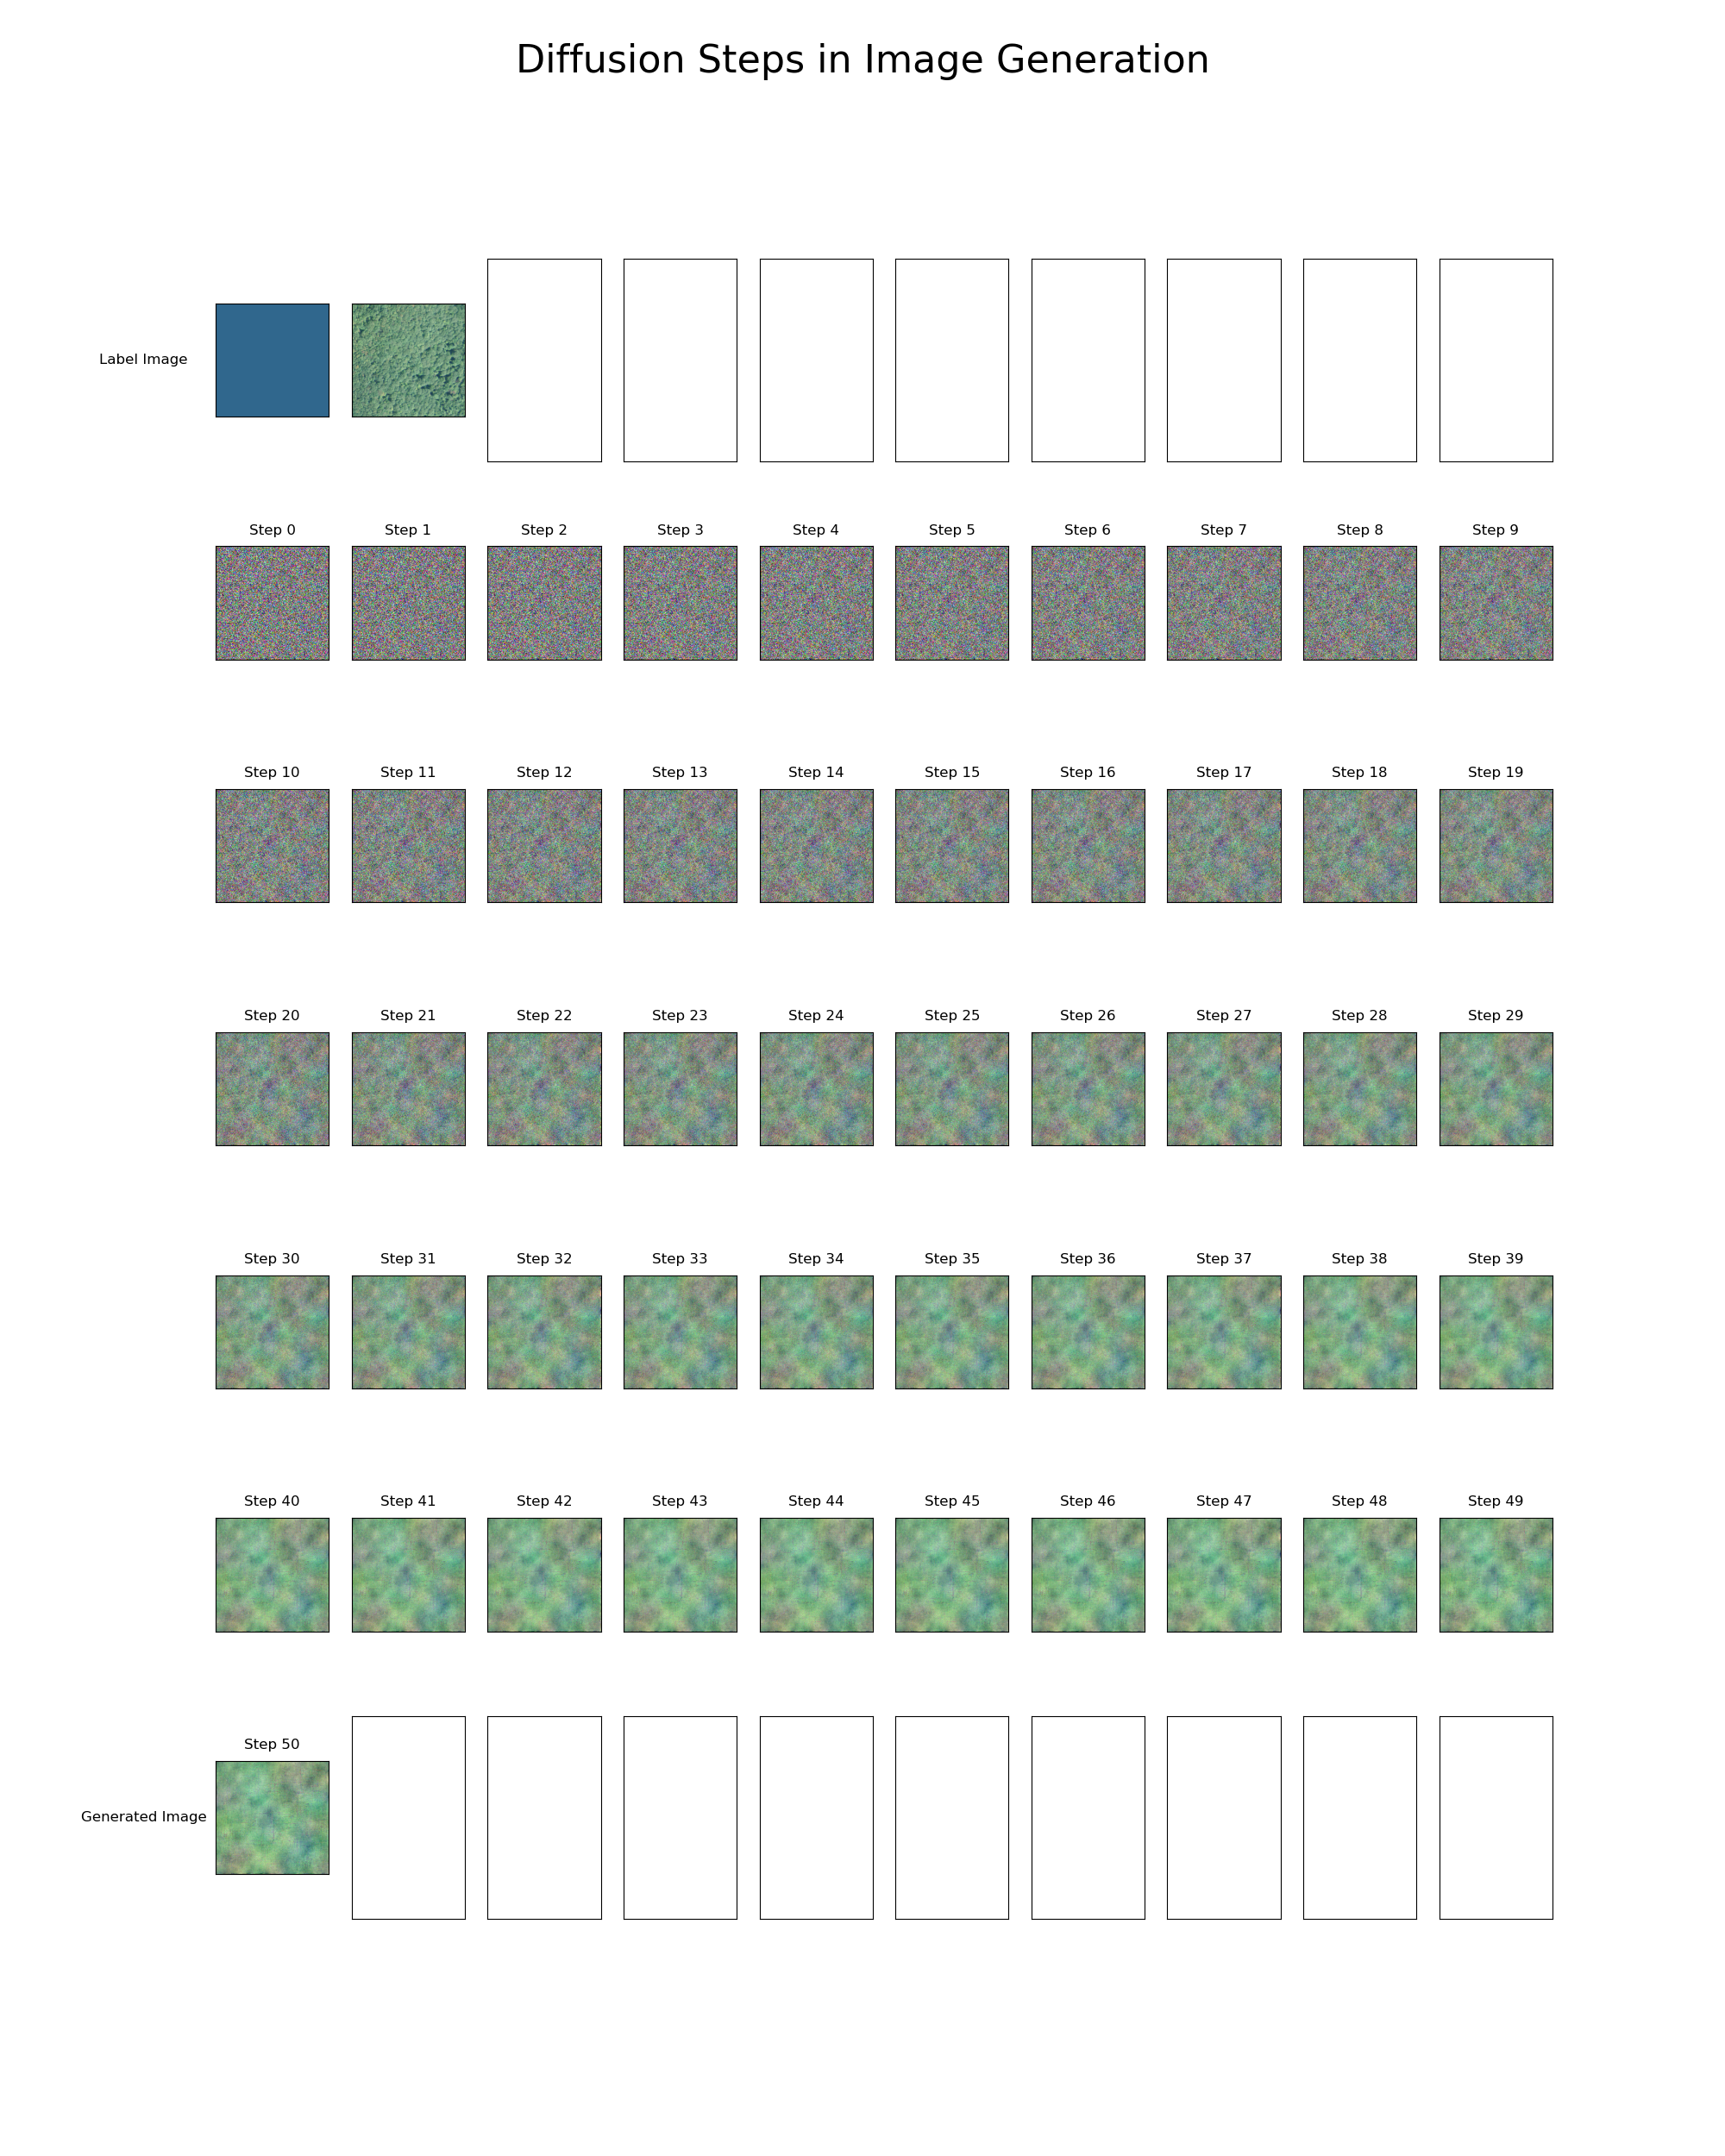 Diffusion Steps in Image Generation
Label Image
Step 0 Step 1 Step 2 Step 3 Step 4 Step 5 Step 6 Step 7 Step 8 Step 9
Step 10 Step 11 Step 12 Step 13 Step 14 Step 15 Step 16 Step 17 Step 18 Step 19
Step 20 Step 21 Step 22 Step 23 Step 24 Step 25 Step 26 Step 27 Step 28 Step 29
Step 30 Step 31 Step 32 Step 33 Step 34 Step 35 Step 36 Step 37 Step 38 Step 39
Step 40 Step 41 Step 42 Step 43 Step 44 Step 45 Step 46 Step 47 Step 48 Step 49
Step 50
Generated Image